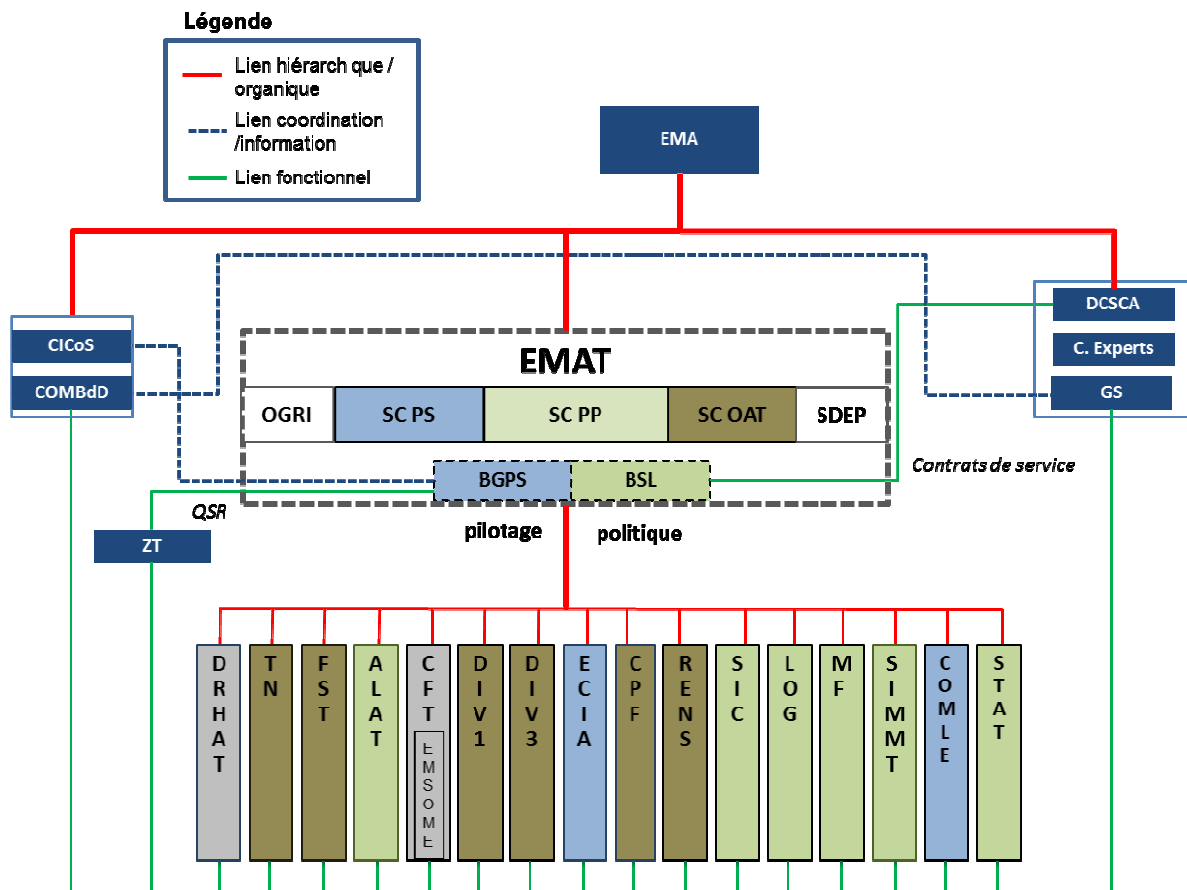 Légende
Lien hiérarch que /
organique
Lien coordination
/information
Lien fonctionnel
EMA
CICoS
COMBdD
DCSCA
C. Experts
GS
EMAT
OGRI
SC PS
SC PP
SC OAT
SDEP
BGPS
BSL
Contrats de service
QSR
pilotage
politique
ZT
DRHAT
TN
FST
ALAT
CFT
EMSOME
DIV1
DIV3
ECIA
CPF
RENS
SIC
LOG
MF
SIMMT
COMLE
STAT